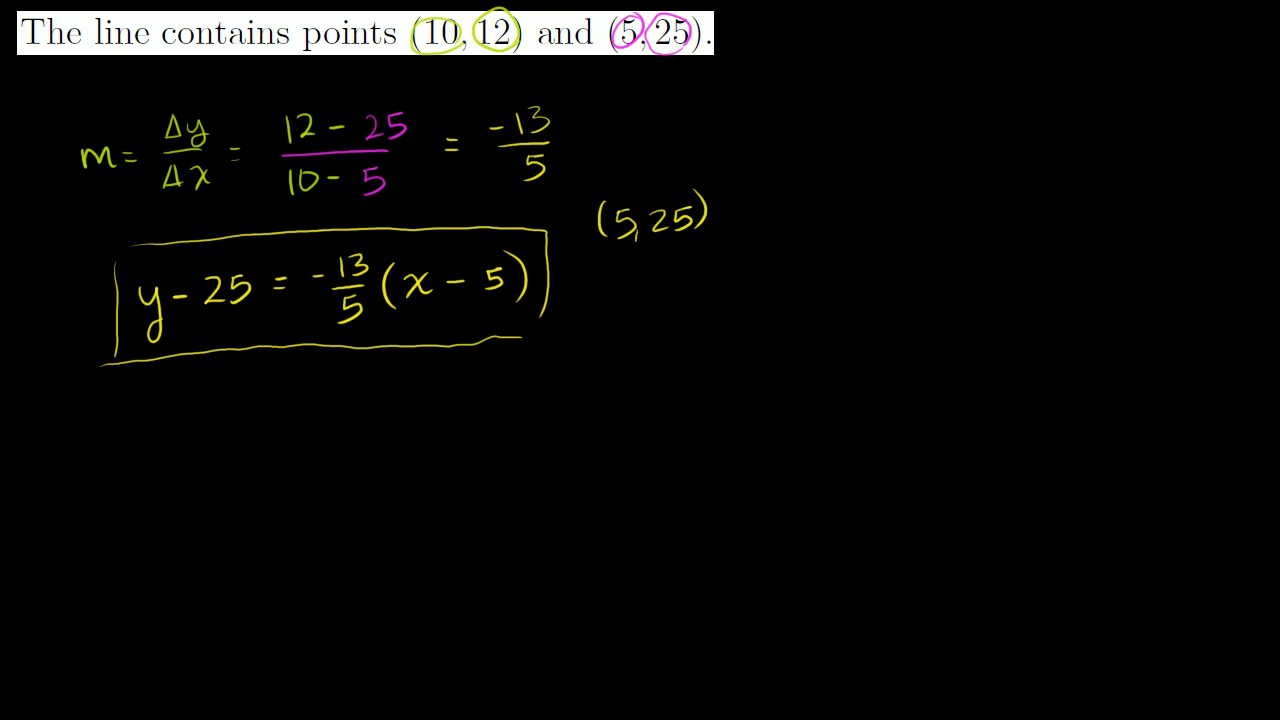 The line contains points (10, 12) and (5, 25).
m = Δy/Δx = (12 - 25)/(10 - 5) = -13/5
(5, 25)
y - 25 = -13/5 (x - 5)